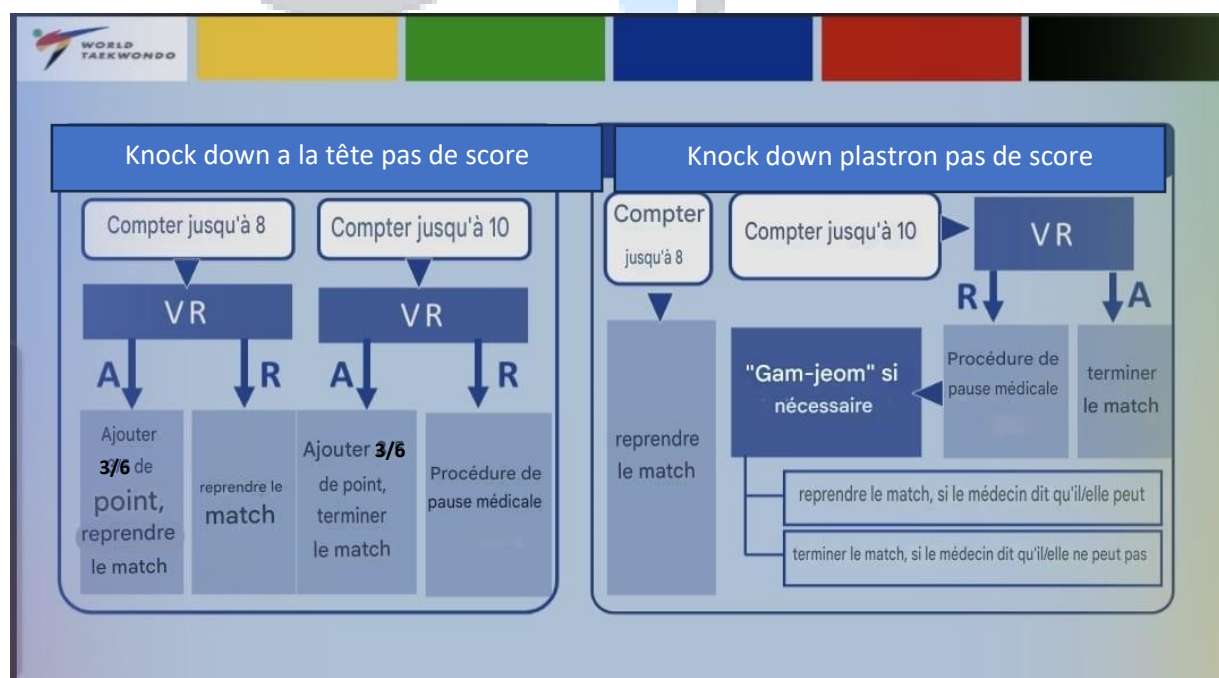 WORLD
TAEKWONDO
Knock down a la tête pas de score
Compter jusqu'à 8
Compter jusqu'à 10
VR
VR
A
R
A
R
Ajouter
3/6 de
point,
reprendre
le match
reprendre le
match
Ajouter 3/6
de point,
terminer
le match
Procédure de
pause médicale
Knock down plastron pas de score
Compter
jusqu'à 8
Compter jusqu'à 10
VR
R
A
reprendre
le match
"Gam-jeom" si
nécessaire
Procédure de
pause médicale
terminer
le match
reprendre le match, si le médecin dit qu'il/elle peut
terminer le match, si le médecin dit qu'il/elle ne peut pas